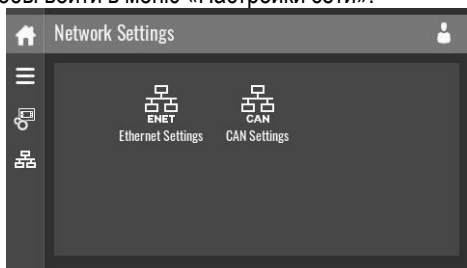 войти в меню «Настройки сети».
Network Settings
ENET
CAN
Ethernet Settings
CAN Settings